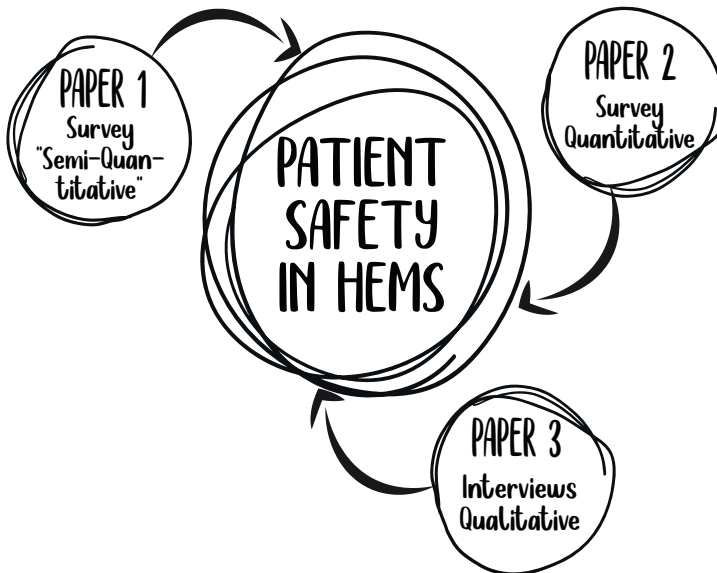 PAPER 1
Survey
"Semi-Quan-
titative"
PATIENT
SAFETY
IN HEMS
PAPER 2
Survey
Quantitative
PAPER 3
Interviews
Qualitative